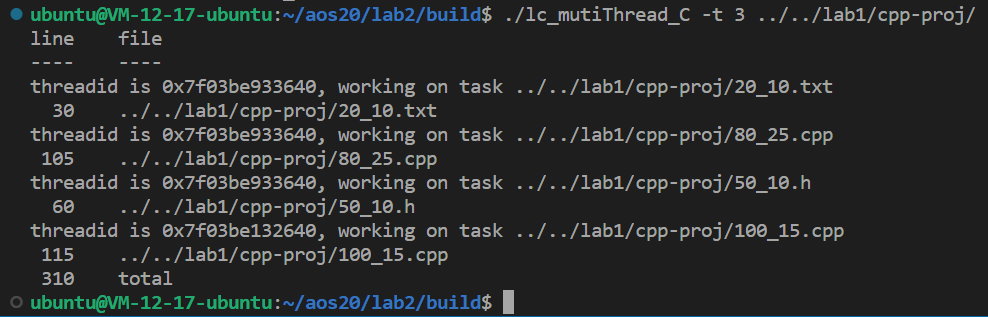 ubuntu@VM-12-17-ubuntu:~/aos20/lab2/build$ ./lc_mutiThread_C -t 3 ../../lab1/cpp-proj/
line    file
----    ----
threadid is 0x7f03be933640, working on task ../../lab1/cpp-proj/20_10.txt
  30    ../../lab1/cpp-proj/20_10.txt
threadid is 0x7f03be933640, working on task ../../lab1/cpp-proj/80_25.cpp
 105    ../../lab1/cpp-proj/80_25.cpp
threadid is 0x7f03be933640, working on task ../../lab1/cpp-proj/50_10.h
  60    ../../lab1/cpp-proj/50_10.h
threadid is 0x7f03be132640, working on task ../../lab1/cpp-proj/100_15.cpp
 115    ../../lab1/cpp-proj/100_15.cpp
 310    total
ubuntu@VM-12-17-ubuntu:~/aos20/lab2/build$